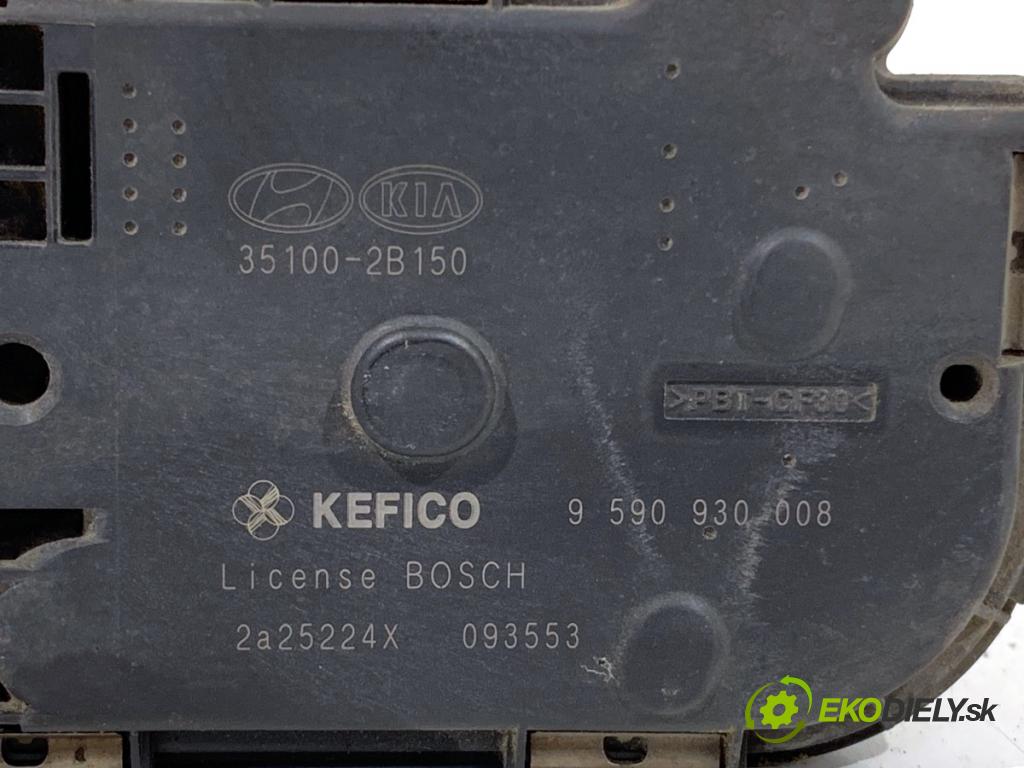 KIA
35100-2B150
>PBT-GF30<
KEFICO 9 590 930 008
License BOSCH
2a25224X 093553
EKODIELY.sk